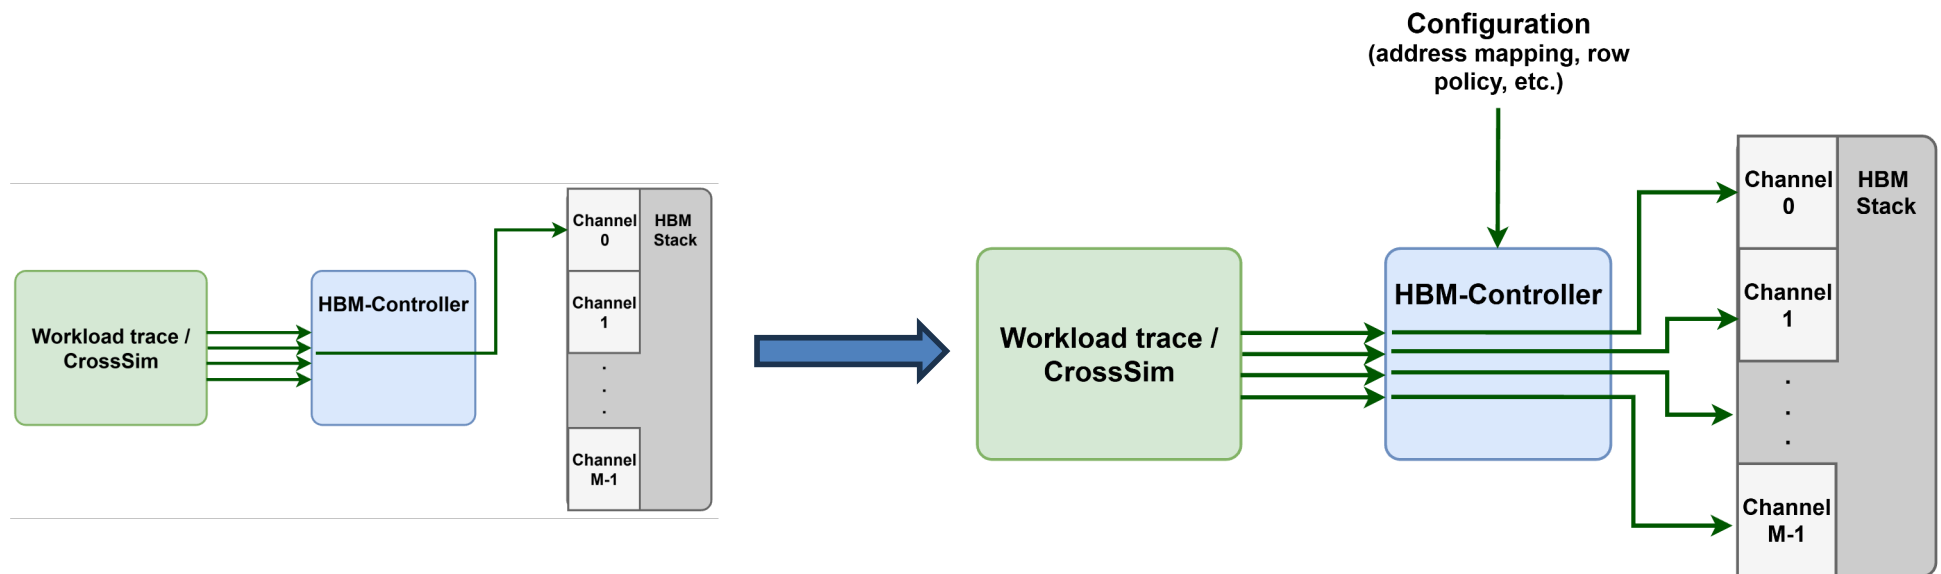 Workload trace /
CrossSim
HBM-Controller
Channel
0
HBM
Stack
Channel
1
.
.
.
Channel
M-1
Configuration
(address mapping, row
policy, etc.)
Workload trace /
CrossSim
HBM-Controller
Channel
0
HBM
Stack
Channel
1
.
.
.
Channel
M-1